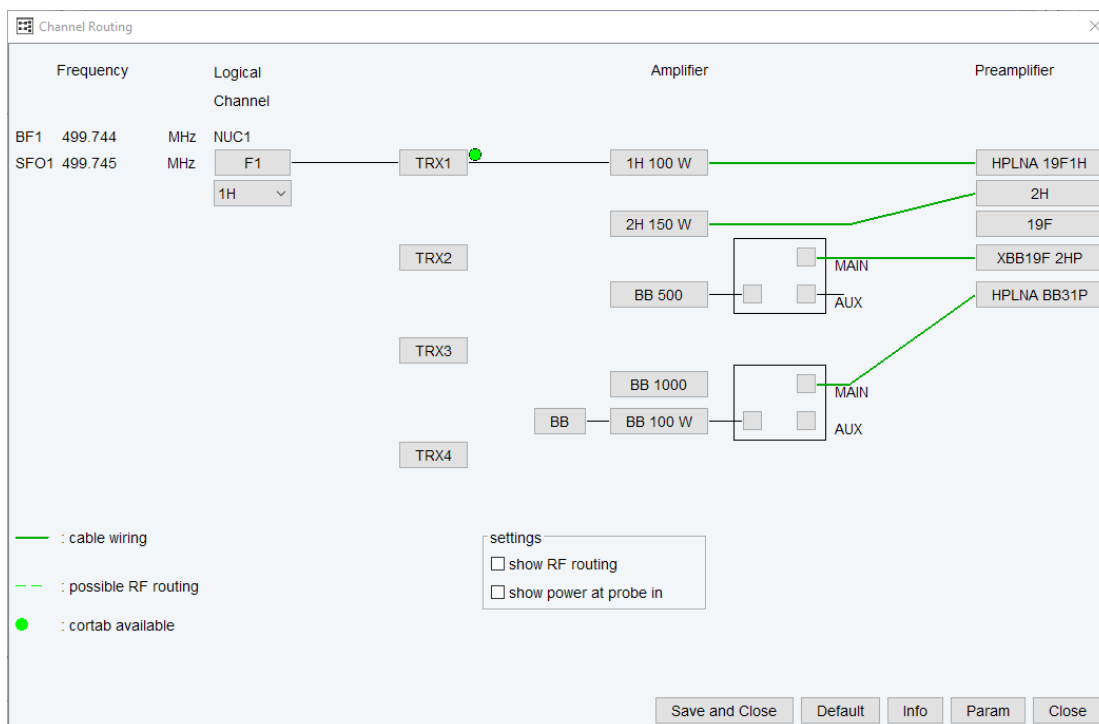 Channel Routing
Frequency Logical Amplifier Preamplifier
Channel
BF1 499.744 MHz NUC1
SFO1 499.745 MHz F1 TRX1 1H 100 W HPLNA 19F1H
1H 2H
2H 150 W 19F
TRX2 MAIN XBB19F 2HP
BB 500 AUX HPLNA BB31P
TRX3
BB 1000 MAIN
BB BB 100 W AUX
TRX4
: cable wiring settings
show RF routing
: possible RF routing show power at probe in
: cortab available
Save and Close Default Info Param Close